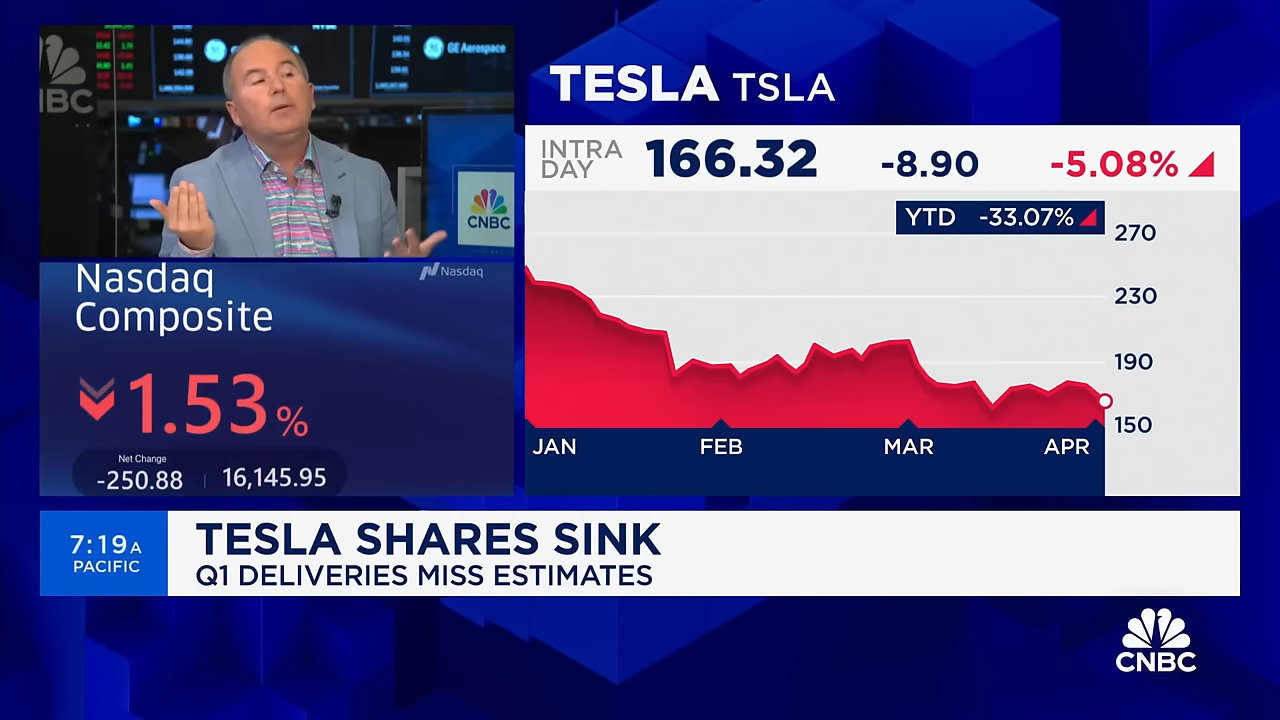 GE Aerospace
CNBC
TESLA TSLA
INTRA DAY 166.32 -8.90 -5.08%
YTD -33.07%
270
230
190
150
JAN FEB MAR APR
Nasdaq
Nasdaq
Composite
1.53%
Net Change
-250.88 | 16,145.95
7:19A
PACIFIC
TESLA SHARES SINK
Q1 DELIVERIES MISS ESTIMATES
CNBC